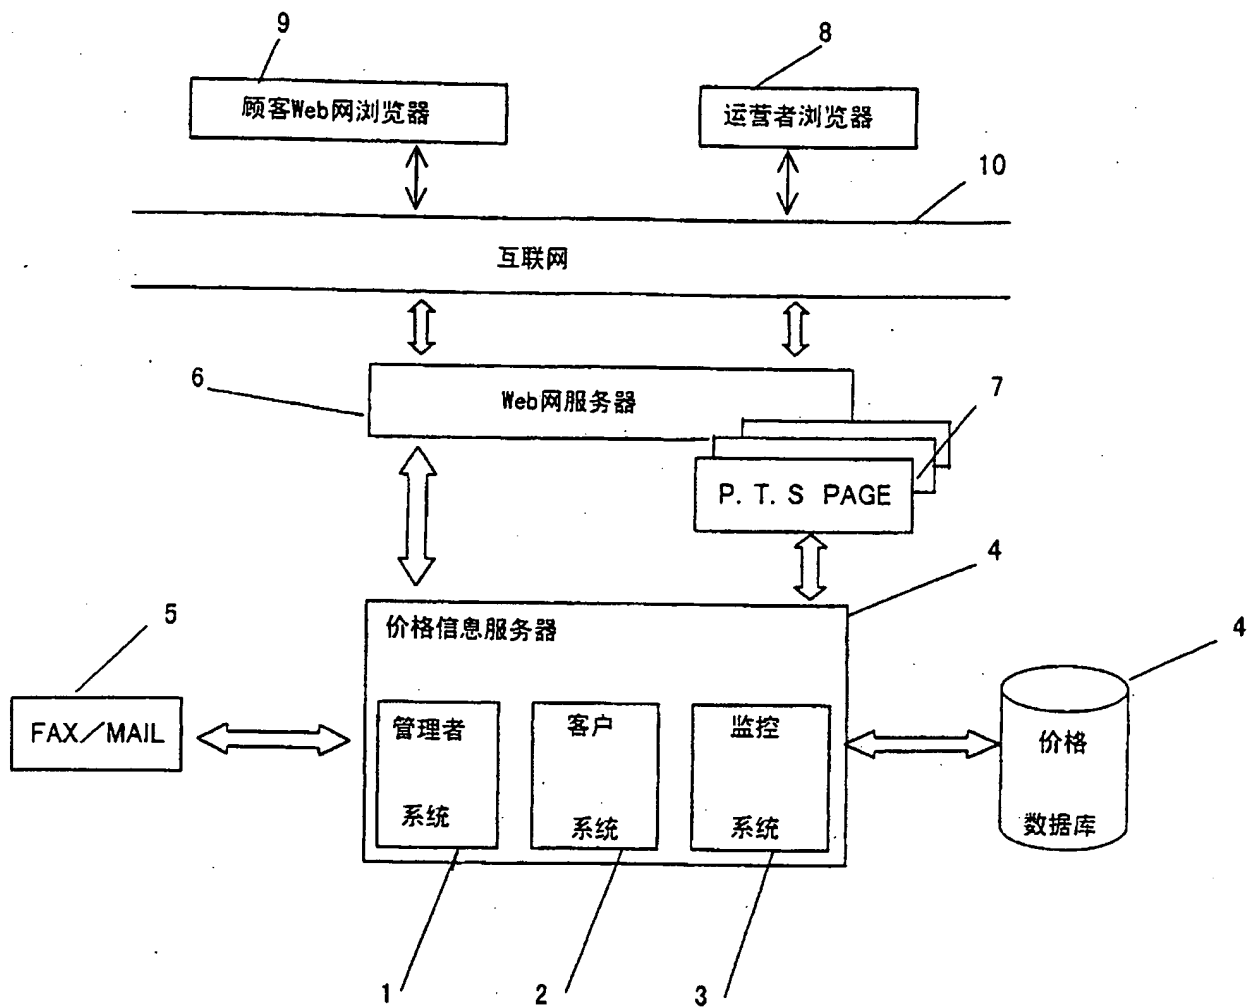 9
8
顾客Web网浏览器
运营者浏览器
10
互联网
6
Web网服务器
7
P. T. S PAGE
4
5
价格信息服务器
4
FAX／MAIL
管理者
系统
客户
系统
监控
系统
价格
数据库
1
2
3